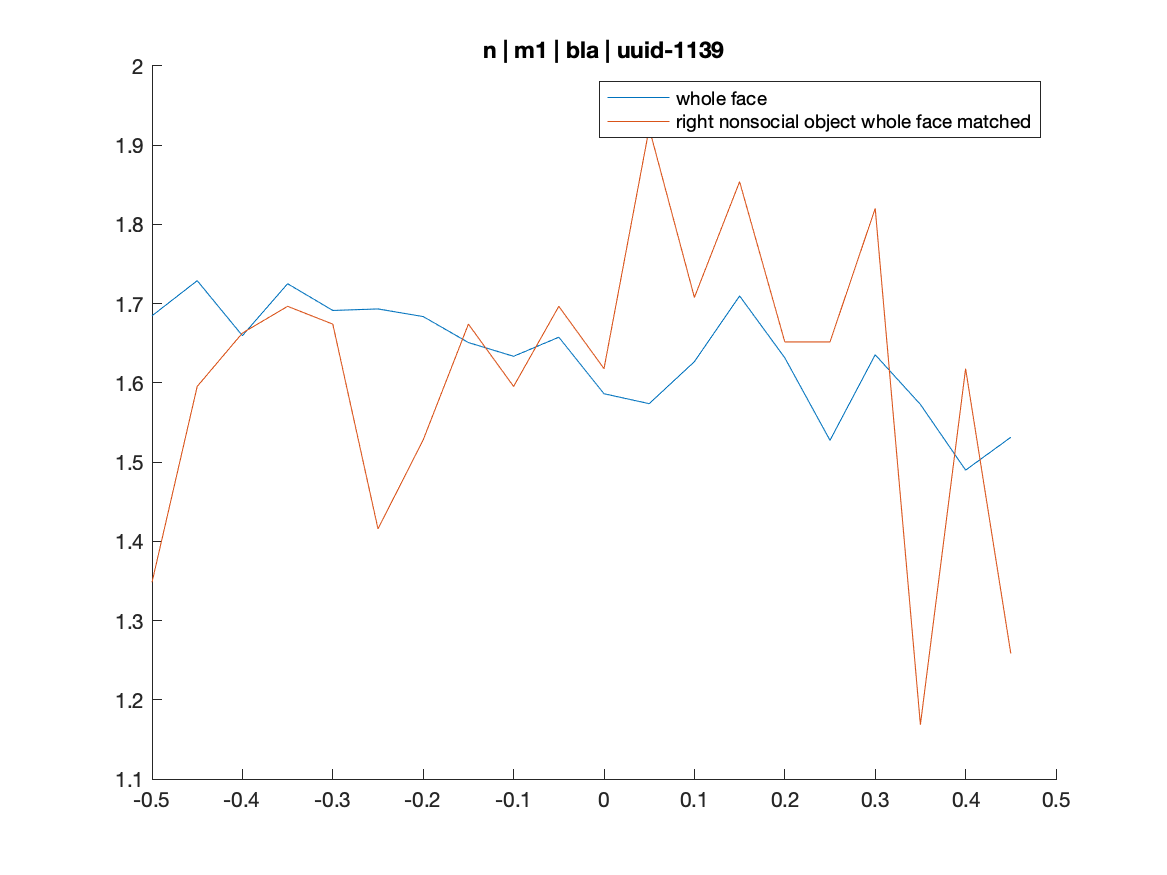 n | m1 | bla | uuid-1139
whole face
right nonsocial object whole face matched
2
1.9
1.8
1.7
1.6
1.5
1.4
1.3
1.2
1.1
-0.5 -0.4 -0.3 -0.2 -0.1 0 0.1 0.2 0.3 0.4 0.5